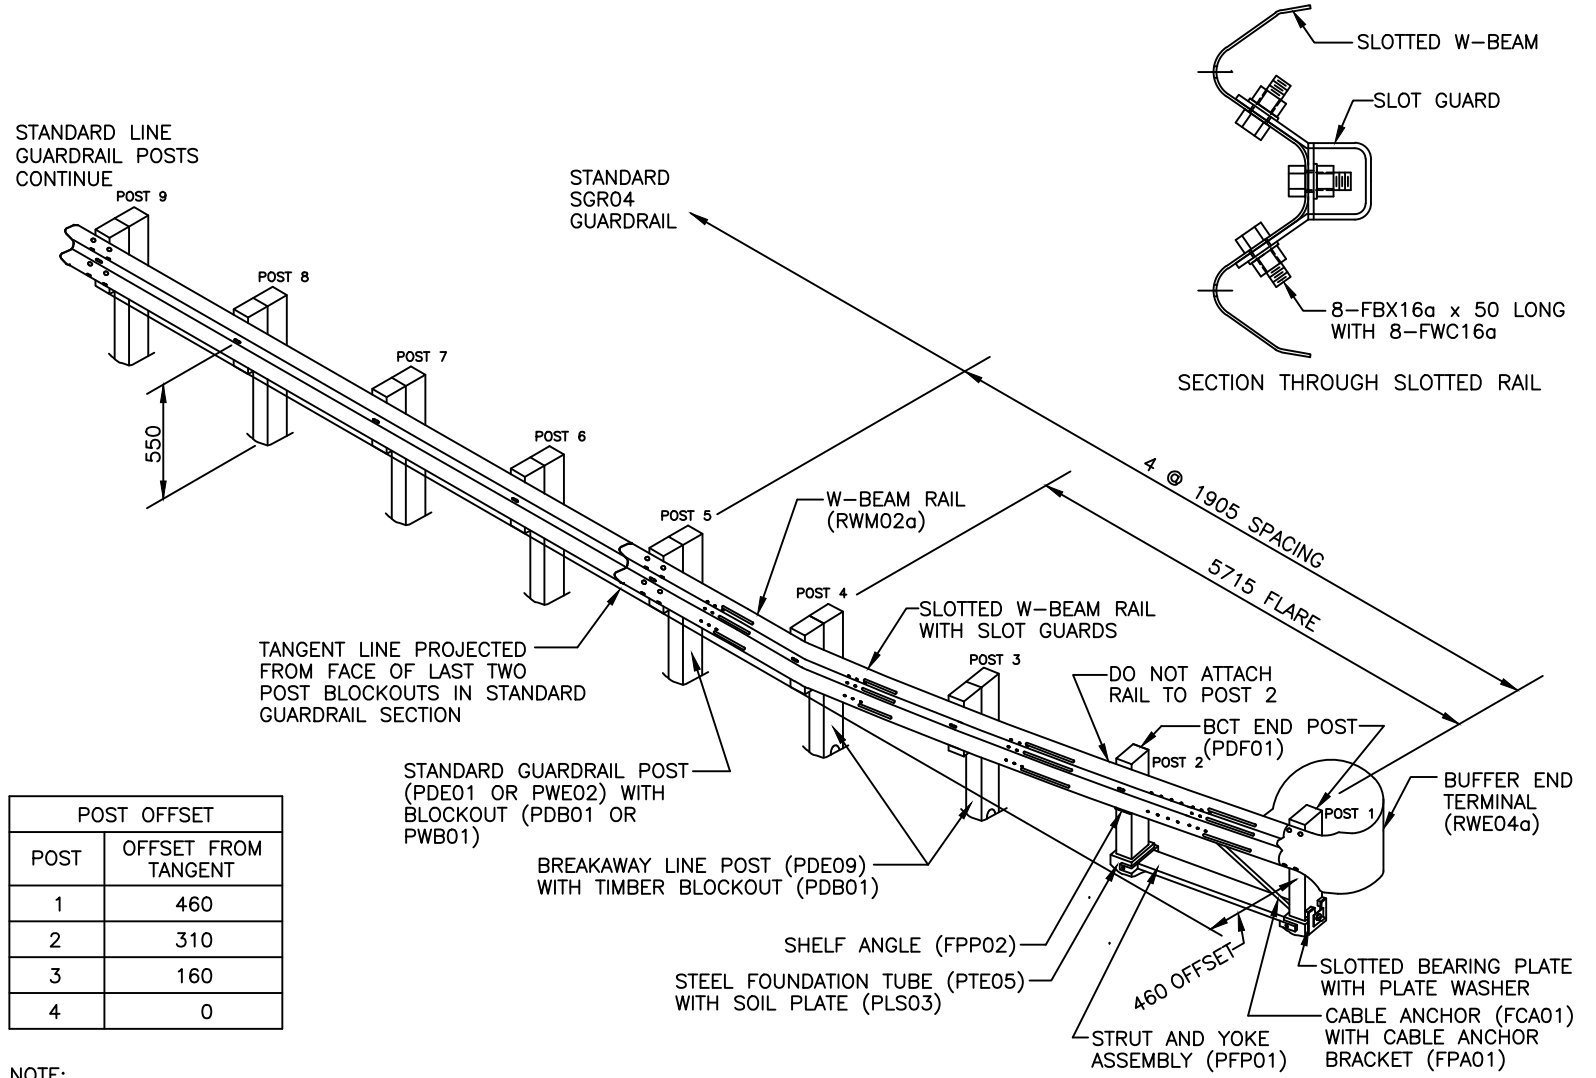 SLOTTED W-BEAM
SLOT GUARD
8-FBX16a x 50 LONG
WITH 8-FWC16a
SECTION THROUGH SLOTTED RAIL
STANDARD LINE
GUARDRAIL POSTS
CONTINUE
POST 9
POST 8
POST 7
POST 6
POST 5
POST 4
POST 3
POST 2
POST 1
550
STANDARD
SGR04
GUARDRAIL
4 @ 1905 SPACING
5715 FLARE
W-BEAM RAIL
(RWM02a)
SLOTTED W-BEAM RAIL
WITH SLOT GUARDS
DO NOT ATTACH
RAIL TO POST 2
BCT END POST
(PDF01)
BUFFER END
TERMINAL
(RWE04a)
TANGENT LINE PROJECTED
FROM FACE OF LAST TWO
POST BLOCKOUTS IN STANDARD
GUARDRAIL SECTION
STANDARD GUARDRAIL POST
(PDE01 OR PWE02) WITH
BLOCKOUT (PDB01 OR
PWB01)
BREAKAWAY LINE POST (PDE09)
WITH TIMBER BLOCKOUT (PDB01)
SHELF ANGLE (FPP02)
STEEL FOUNDATION TUBE (PTE05)
WITH SOIL PLATE (PLS03)
460 OFFSET
STRUT AND YOKE
ASSEMBLY (PFP01)
SLOTTED BEARING PLATE
WITH PLATE WASHER
CABLE ANCHOR (FCA01)
WITH CABLE ANCHOR
BRACKET (FPA01)
POST OFFSET
POST
OFFSET FROM
TANGENT
1 460
2 310
3 160
4 0
NOTE: